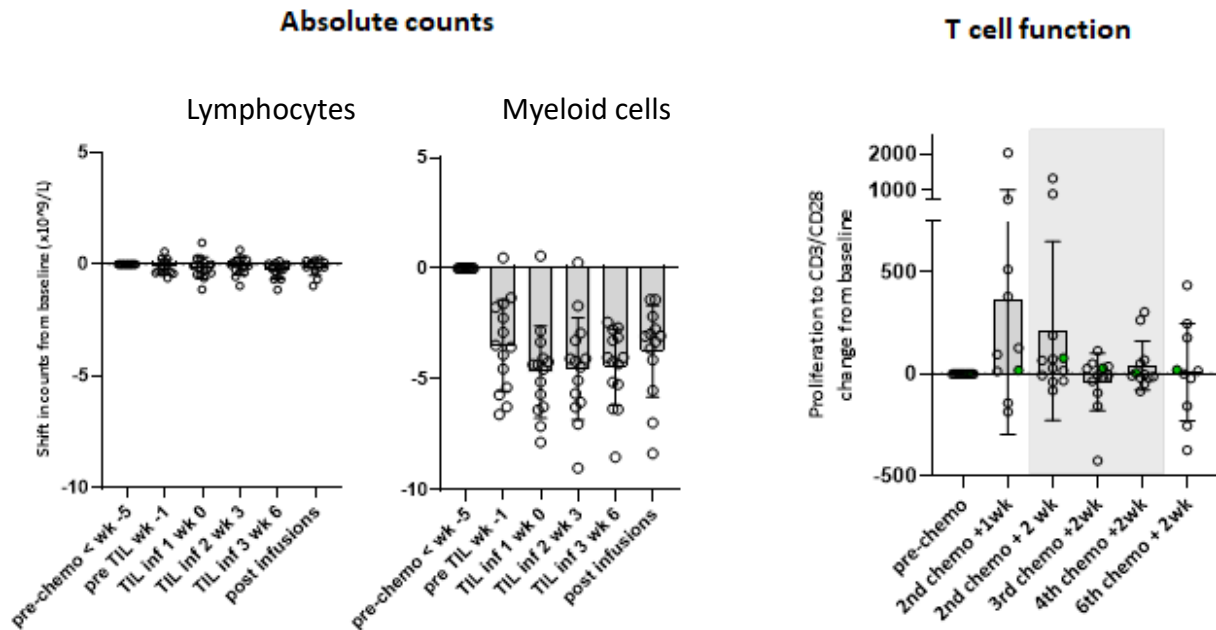 Absolute counts
T cell function
Lymphocytes
Myeloid cells
Shift in counts from baseline (x10^9/L)
5
0
-5
-10
pre-chemo < wk -5
pre TIL wk -1
TIL inf 1 wk 0
TIL inf 2 wk 3
TIL inf 3 wk 6
post infusions
5
0
-5
-10
pre-chemo < wk -5
pre TIL wk -1
TIL inf 1 wk 0
TIL inf 2 wk 3
TIL inf 3 wk 6
post infusions
Proliferation to CD3/CD28
change from baseline
2000
1000
500
0
-500
pre-chemo
2nd chemo +1wk
2nd chemo + 2 wk
3rd chemo +2wk
4th chemo +2wk
6th chemo + 2wk